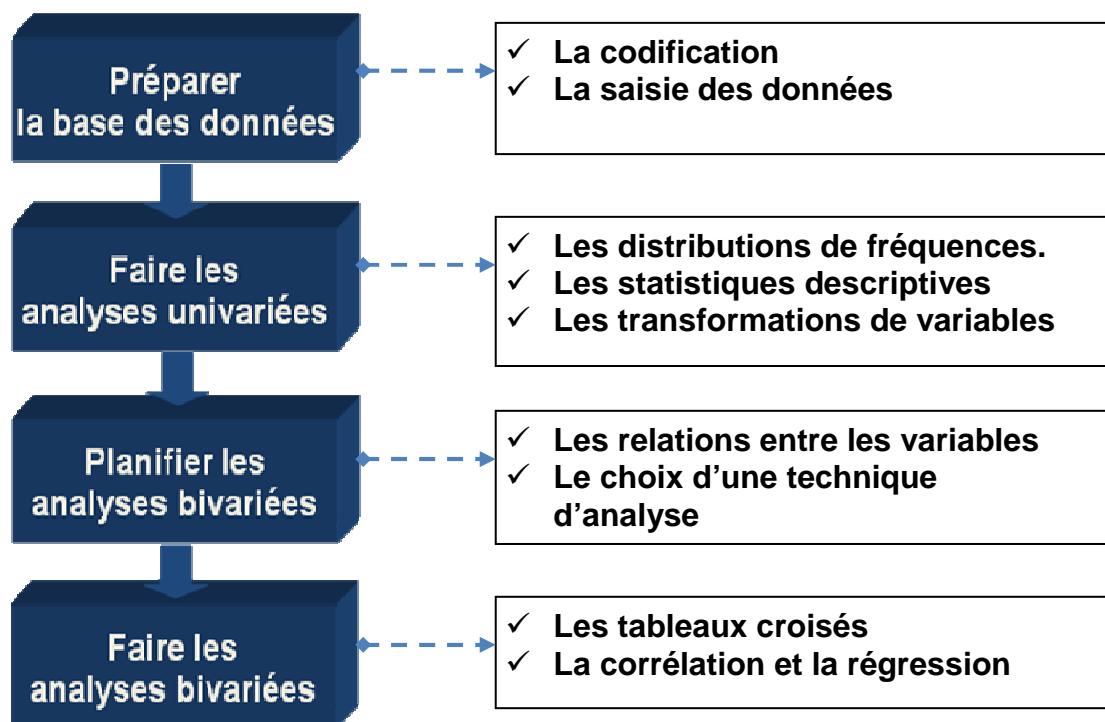 Préparer
la base des données
✓ La codification
✓ La saisie des données
Faire les
analyses univariées
✓ Les distributions de fréquences.
✓ Les statistiques descriptives
✓ Les transformations de variables
Planifier les
analyses bivariées
✓ Les relations entre les variables
✓ Le choix d’une technique
d’analyse
Faire les
analyses bivariées
✓ Les tableaux croisés
✓ La corrélation et la régression